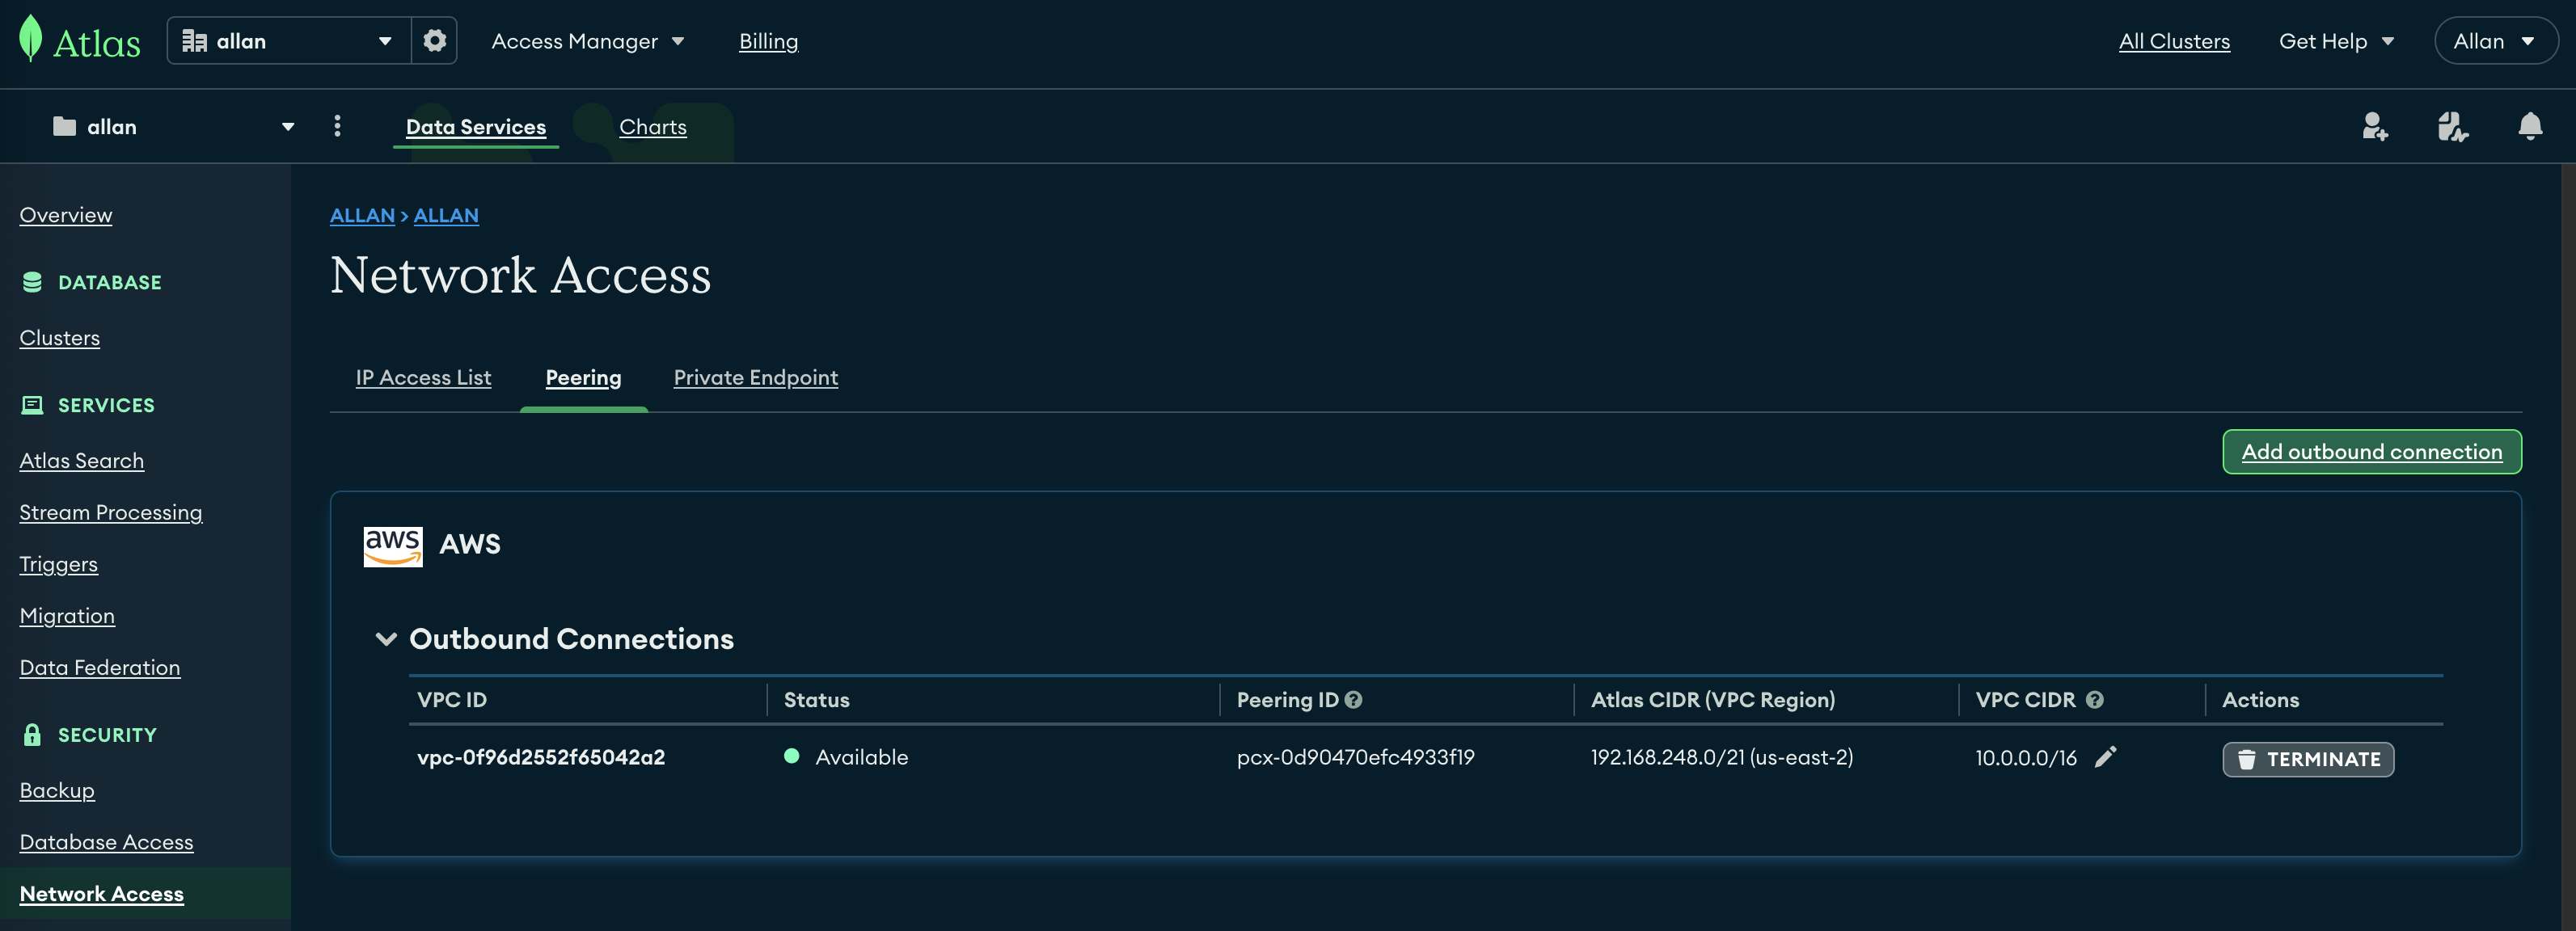 Atlas allan Access Manager Billing All Clusters Get Help Allan
allan Data Services Charts
Overview
DATABASE
Clusters
SERVICES
Atlas Search
Stream Processing
Triggers
Migration
Data Federation
SECURITY
Backup
Database Access
Network Access
ALLAN > ALLAN
Network Access
IP Access List Peering Private Endpoint
Add outbound connection
aws AWS
Outbound Connections
VPC ID Status Peering ID ? Atlas CIDR (VPC Region) VPC CIDR ? Actions
vpc-0f96d2552f65042a2 Available pcx-0d90470efc4933f19 192.168.248.0/21 (us-east-2) 10.0.0.0/16 TERMINATE